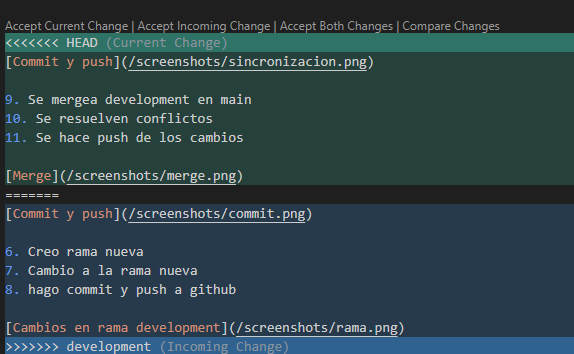 Accept Current Change | Accept Incoming Change | Accept Both Changes | Compare Changes
<<<<<<< HEAD (Current Change)
[Commit y push](/screenshots/sincronizacion.png)
9. Se mergea development en main
10. Se resuelven conflictos
11. Se hace push de los cambios
[Merge](/screenshots/merge.png)
=======
[Commit y push](/screenshots/commit.png)
6. Creo rama nueva
7. Cambio a la rama nueva
8. hago commit y push a github
[Cambios en rama development](/screenshots/rama.png)
>>>>>>> development (Incoming Change)